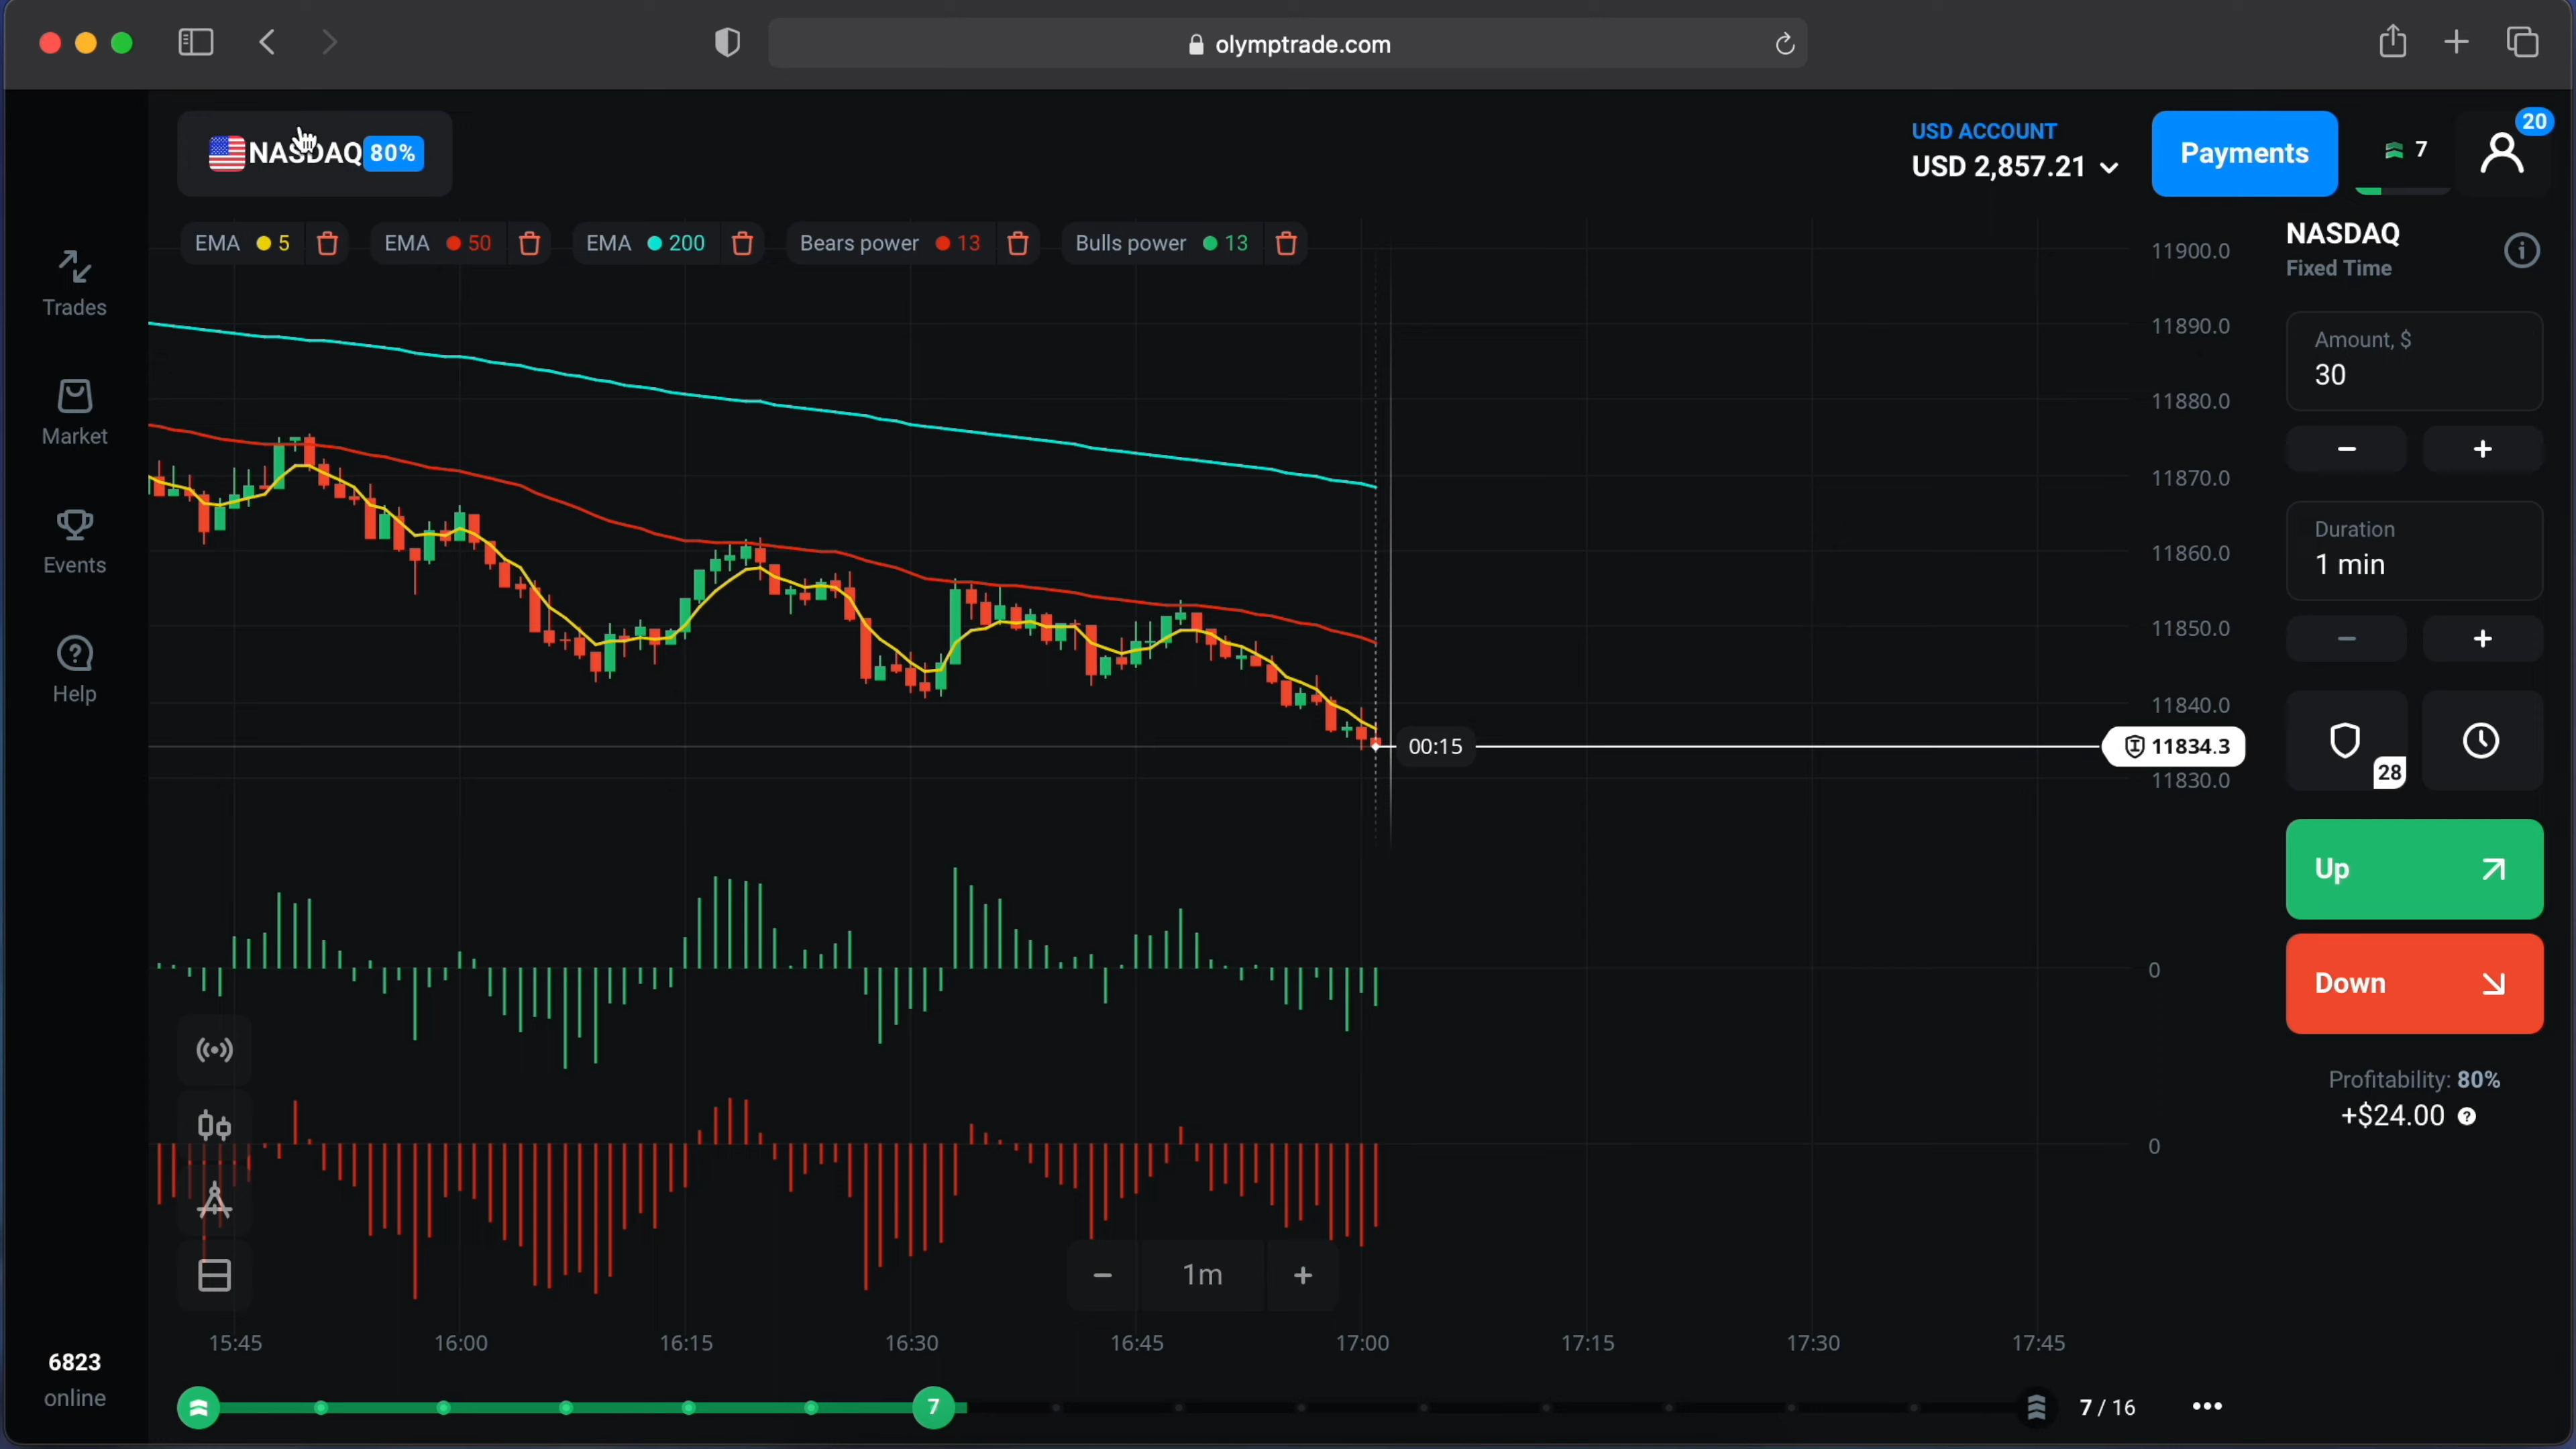 olymptrade.com
NASDAQ 80%
USD ACCOUNT
USD 2,857.21
Payments
7
20
EMA 5
EMA 50
EMA 200
Bears power 13
Bulls power 13
Trades
Market
Events
Help
6823
online
11900.0
11890.0
11880.0
11870.0
11860.0
11850.0
11840.0
00:15
11834.3
11830.0
0
0
1m
15:45
16:00
16:15
16:30
16:45
17:00
17:15
17:30
17:45
7
7 / 16
NASDAQ
Fixed Time
Amount, $
30
Duration
1 min
28
Up
Down
Profitability: 80%
+$24.00